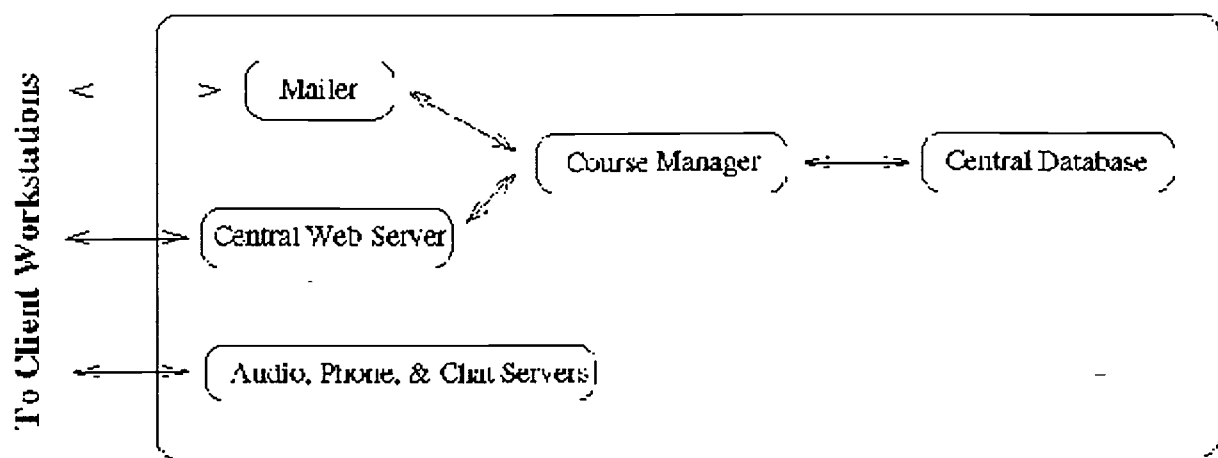 To Client Workstations
Mailer
Course Manager
Central Database
Central Web Server
Audio, Phone, & Chat Servers